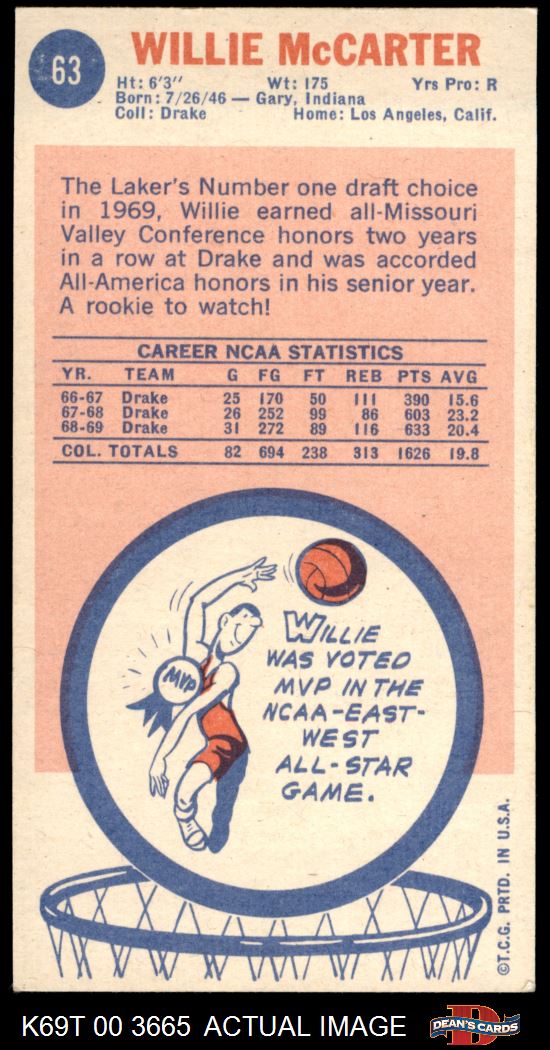 63
WILLIE McCARTER
Ht: 6'3" Wt: 175 Yrs Pro: R
Born: 7/26/46 — Gary, Indiana
Coll: Drake Home: Los Angeles, Calif.
The Laker's Number one draft choice
in 1969, Willie earned all-Missouri
Valley Conference honors two years
in a row at Drake and was accorded
All-America honors in his senior year.
A rookie to watch!
CAREER NCAA STATISTICS
YR. TEAM G FG FT REB PTS AVG
66-67 Drake 25 170 50 111 390 15.6
67-68 Drake 26 252 99 86 603 23.2
68-69 Drake 31 272 89 116 633 20.4
COL. TOTALS 82 694 238 313 1626 19.8
MVP
WILLIE
WAS VOTED
MVP IN THE
NCAA-EAST-
WEST
ALL-STAR
GAME.
©T.C.G. PRTD. IN U.S.A.
K69T 00 3665 ACTUAL IMAGE
D
DEAN'S CARDS